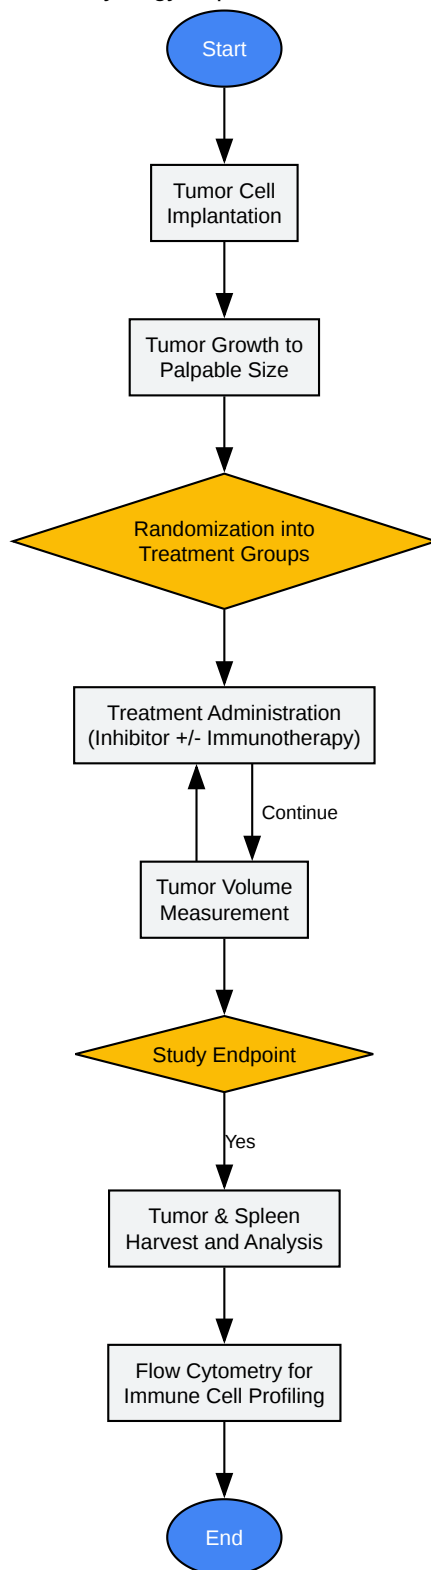 Start
Tumor Cell
Implantation
Tumor Growth to
Palpable Size
Randomization into
Treatment Groups
Treatment Administration
(Inhibitor +/- Immunotherapy)
Continue
Tumor Volume
Measurement
Study Endpoint
Yes
Tumor & Spleen
Harvest and Analysis
Flow Cytometry for
Immune Cell Profiling
End